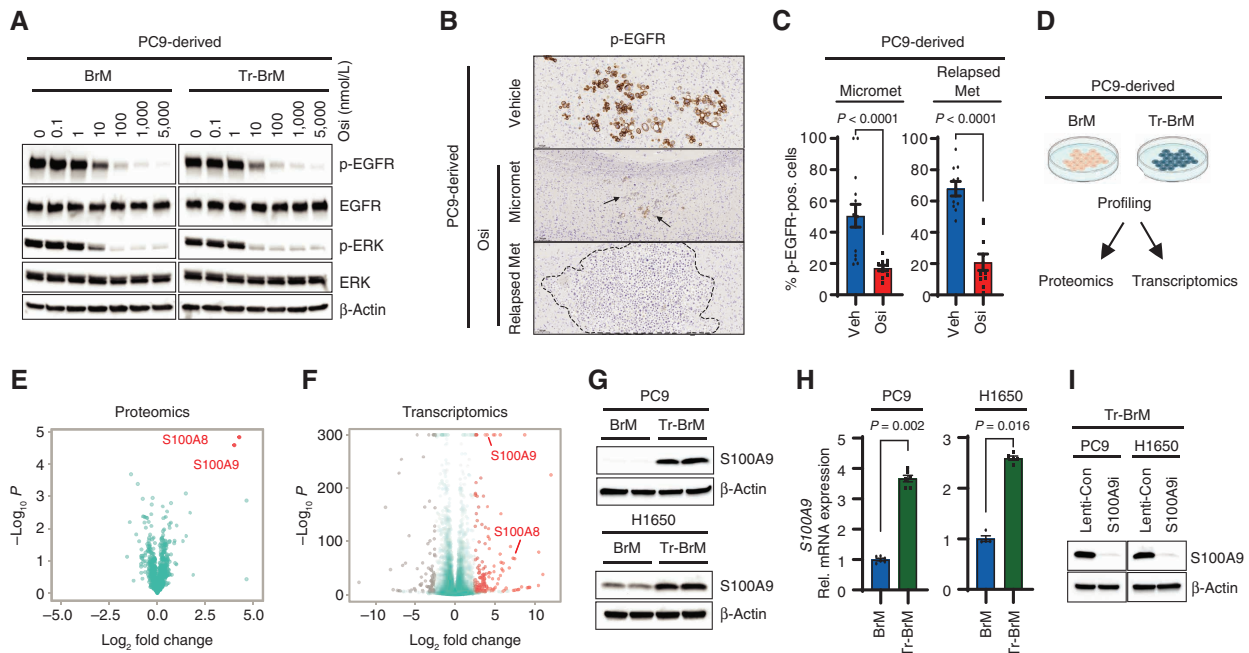 A
PC9-derived
BrM
Tr-BrM
Osi (nmol/L)
0 0.1 1 10 100 1,000 5,000
0 0.1 1 10 100 1,000 5,000
p-EGFR
EGFR
p-ERK
ERK
β-Actin
B
p-EGFR
PC9-derived
Osi
Vehicle
Micromet
Relapsed Met
C
PC9-derived
Micromet
Relapsed
Met
P < 0.0001
P < 0.0001
% p-EGFR-pos. cells
100
80
60
40
20
0
Veh
Osi
100
80
60
40
20
0
Veh
Osi
D
PC9-derived
BrM
Tr-BrM
Profiling
Proteomics
Transcriptomics
E
Proteomics
S100A8
S100A9
−Log10 P
5
4
3
2
1
0
−5.0
−2.5
0.0
2.5
5.0
Log2 fold change
F
Transcriptomics
S100A9
S100A8
−Log10 P
300
200
100
0
−10
−5
0
5
10
Log2 fold change
G
PC9
BrM
Tr-BrM
S100A9
β-Actin
H1650
BrM
Tr-BrM
S100A9
β-Actin
H
PC9
H1650
P = 0.002
P = 0.016
S100A9
Rel. mRNA expression
5
4
3
2
1
0
BrM
Tr-BrM
3
2
1
0
BrM
Tr-BrM
I
Tr-BrM
PC9
H1650
Lenti-Con
S100A9i
Lenti-Con
S100A9i
S100A9
β-Actin